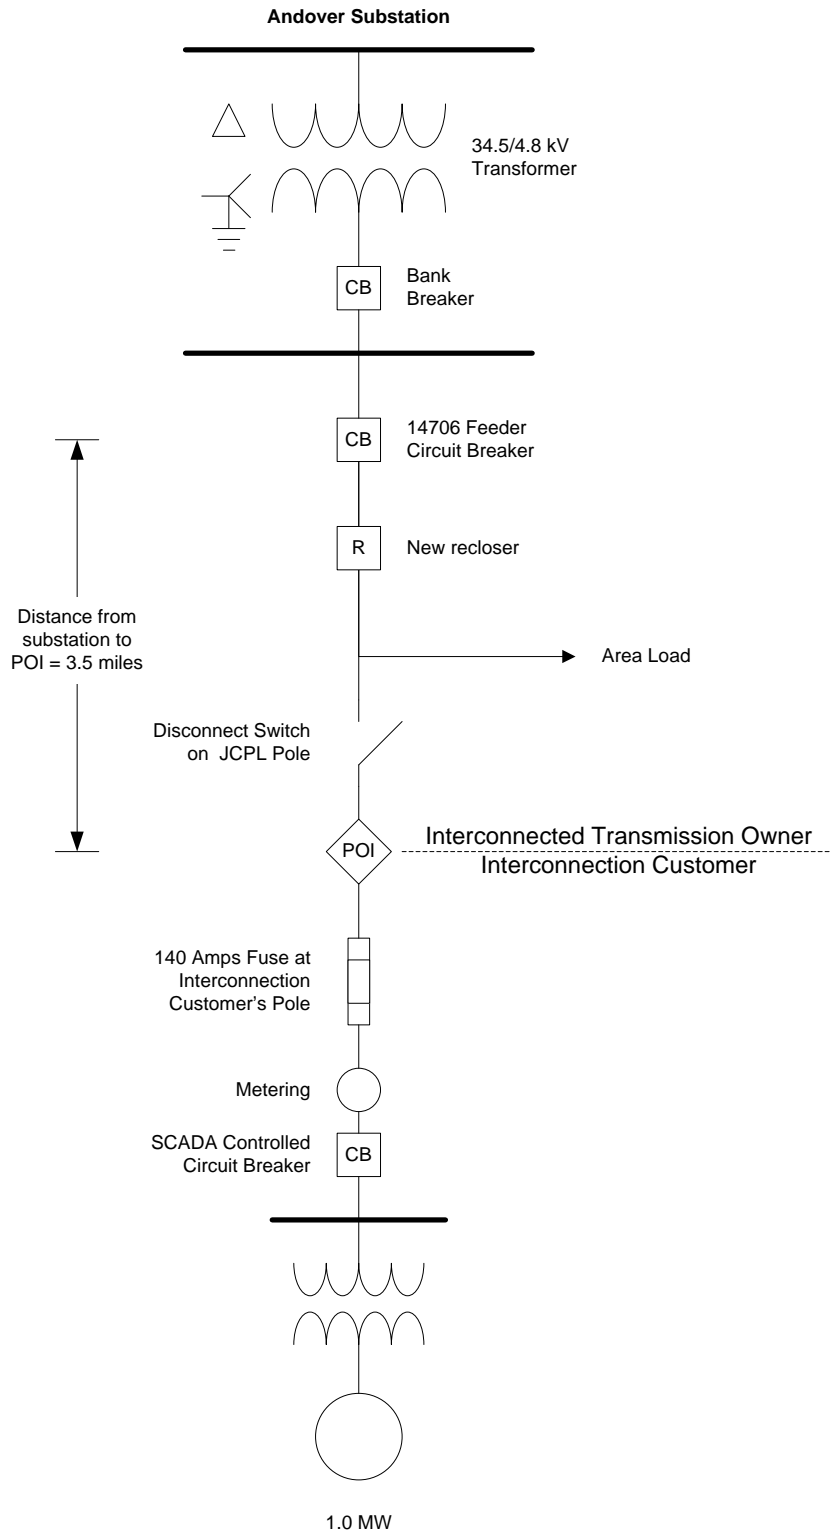 Andover Substation
34.5/4.8 kV
Transformer
CB
Bank
Breaker
CB
14706 Feeder
Circuit Breaker
R
New recloser
Distance from
substation to
POI = 3.5 miles
Area Load
Disconnect Switch
on JCPL Pole
POI
Interconnected Transmission Owner
Interconnection Customer
140 Amps Fuse at
Interconnection
Customer’s Pole
Metering
SCADA Controlled
Circuit Breaker
CB
1.0 MW